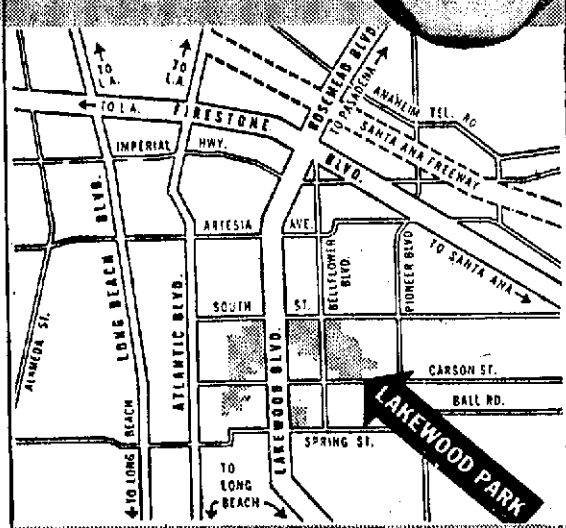 TO L.A.
TO L.A.
← TO L.A.
FIRESTONE BLVD.
ROSEMEAD BLVD.
TO PASADENA
ANAHEIM TEL. RD
SANTA ANA FREEWAY
IMPERIAL HWY.
ARTESIA AVE.
BELLFLOWER BLVD.
PIONEER BLVD
TO SANTA ANA →
ALAMEDA ST.
LONG BEACH BLVD.
ATLANTIC BLVD.
SOUTH ST.
LAKEWOOD BLVD.
CARSON ST.
BALL RD.
SPRING ST.
← TO LONG BEACH
TO LONG BEACH
LAKEWOOD PARK